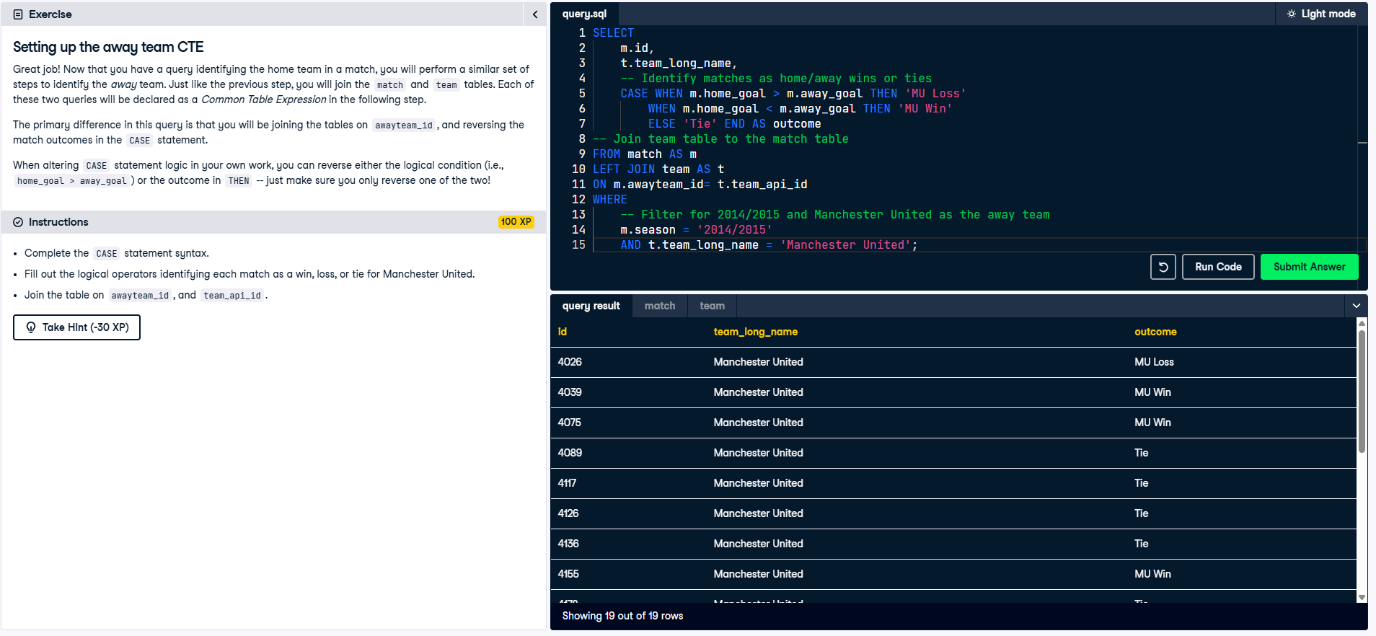 Exercise
Setting up the away team CTE
Great job! Now that you have a query identifying the home team in a match, you will perform a similar set of
steps to identify the away team. Just like the previous step, you will join the match and team tables. Each of
these two queries will be declared as a Common Table Expression in the following step.
The primary difference in this query is that you will be joining the tables on awayteam_id, and reversing the
match outcomes in the CASE statement.
When altering CASE statement logic in your own work, you can reverse either the logical condition (i.e.,
home_goal > away_goal) or the outcome in THEN -- just make sure you only reverse one of the two!
Instructions
100 XP
• Complete the CASE statement syntax.
• Fill out the logical operators identifying each match as a win, loss, or tie for Manchester United.
• Join the table on awayteam_id, and team_api_id.
Take Hint (-30 XP)
query.sql
Light mode
1 SELECT
2 m.id,
3 t.team_long_name,
4 -- Identify matches as home/away wins or ties
5 CASE WHEN m.home_goal > m.away_goal THEN 'MU Loss'
6 WHEN m.home_goal < m.away_goal THEN 'MU Win'
7 ELSE 'Tie' END AS outcome
8 -- Join team table to the match table
9 FROM match AS m
10 LEFT JOIN team AS t
11 ON m.awayteam_id= t.team_api_id
12 WHERE
13 -- Filter for 2014/2015 and Manchester United as the away team
14 m.season = '2014/2015'
15 AND t.team_long_name = 'Manchester United';
Run Code
Submit Answer
query result match team
id team_long_name outcome
4026 Manchester United MU Loss
4039 Manchester United MU Win
4075 Manchester United MU Win
4089 Manchester United Tie
4117 Manchester United Tie
4126 Manchester United Tie
4136 Manchester United Tie
4155 Manchester United MU Win
Manchester United Tie
Showing 19 out of 19 rows